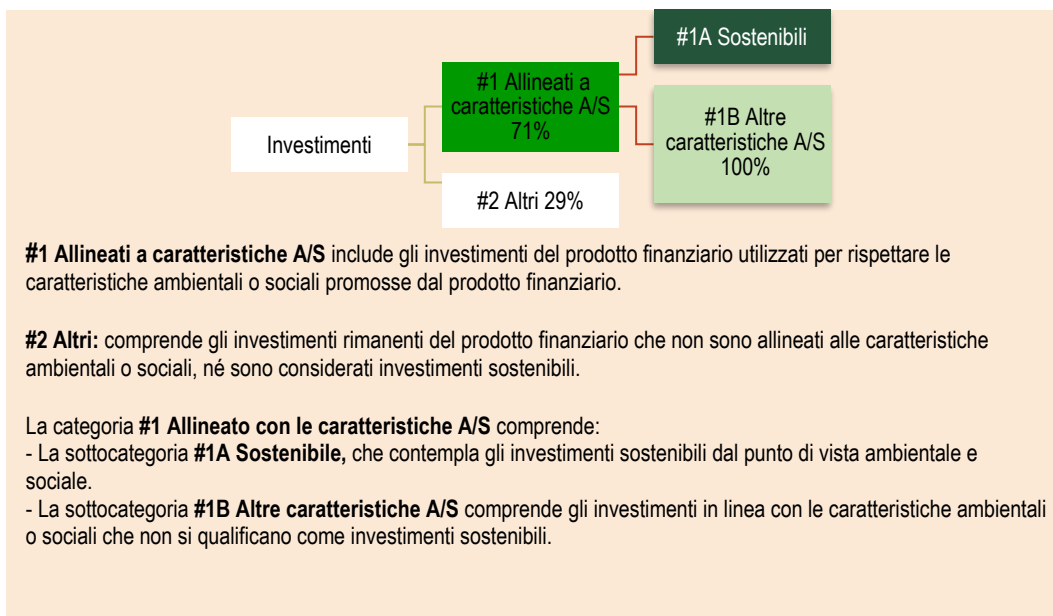 #1A Sostenibili
#1 Allineati a
caratteristiche A/S
71%
#1B Altre
caratteristiche A/S
100%
Investimenti
#2 Altri 29%
#1 Allineati a caratteristiche A/S include gli investimenti del prodotto finanziario utilizzati per rispettare le
caratteristiche ambientali o sociali promosse dal prodotto finanziario.
#2 Altri: comprende gli investimenti rimanenti del prodotto finanziario che non sono allineati alle caratteristiche
ambientali o sociali, né sono considerati investimenti sostenibili.
La categoria #1 Allineato con le caratteristiche A/S comprende:
- La sottocategoria #1A Sostenibile, che contempla gli investimenti sostenibili dal punto di vista ambientale e
sociale.
- La sottocategoria #1B Altre caratteristiche A/S comprende gli investimenti in linea con le caratteristiche ambientali
o sociali che non si qualificano come investimenti sostenibili.